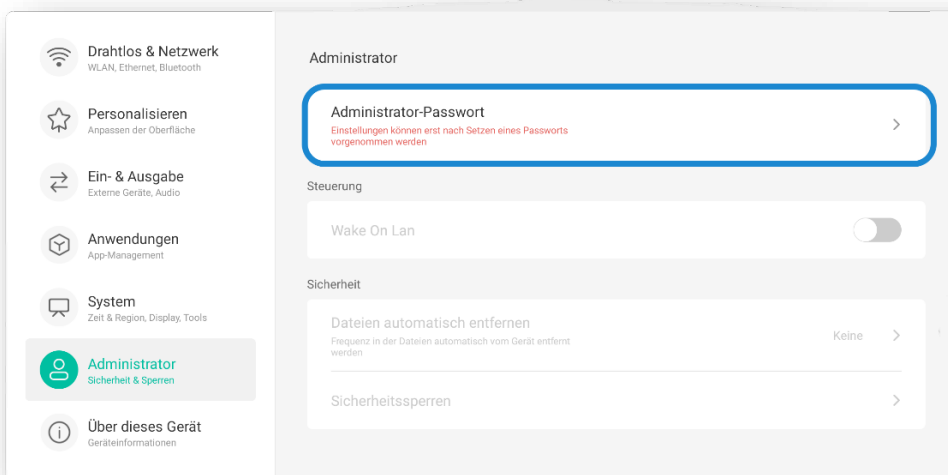 Drahtlos & Netzwerk
WLAN, Ethernet, Bluetooth
Personalisieren
Anpassen der Oberfläche
Ein- & Ausgabe
Externe Geräte, Audio
Anwendungen
App-Management
System
Zeit & Region, Display, Tools
Administrator
Sicherheit & Sperren
Über dieses Gerät
Geräteinformationen
Administrator
Administrator-Passwort
Einstellungen können erst nach Setzen eines Passworts
vorgenommen werden
Steuerung
Wake On Lan
Sicherheit
Dateien automatisch entfernen
Frequenz in der Dateien automatisch vom Gerät entfernt
werden
Keine
Sicherheitssperren